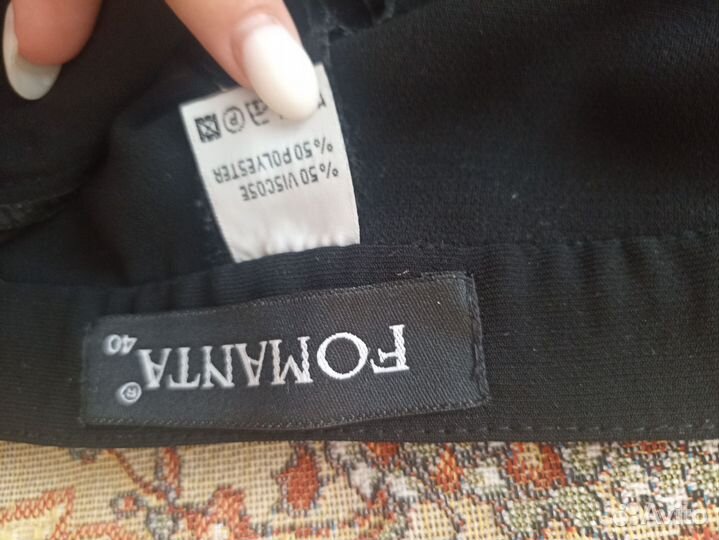 FOMANTA®
40
%50 VISCOSE
%50 POLYESTER
P
Avito